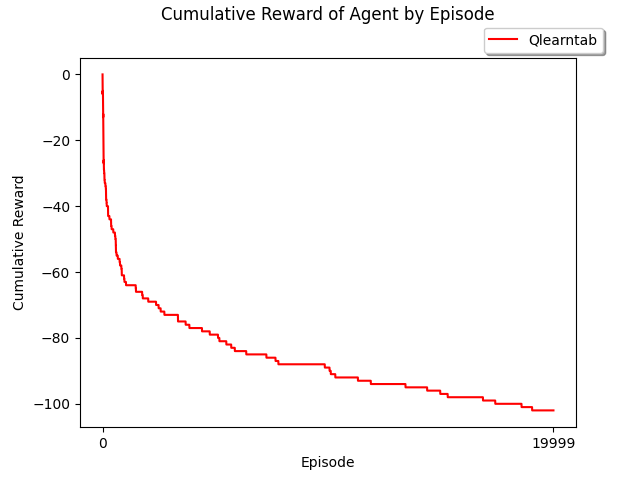 Cumulative Reward of Agent by Episode
Qlearntab
0
−20
−40
−60
−80
−100
Cumulative Reward
0 19999
Episode